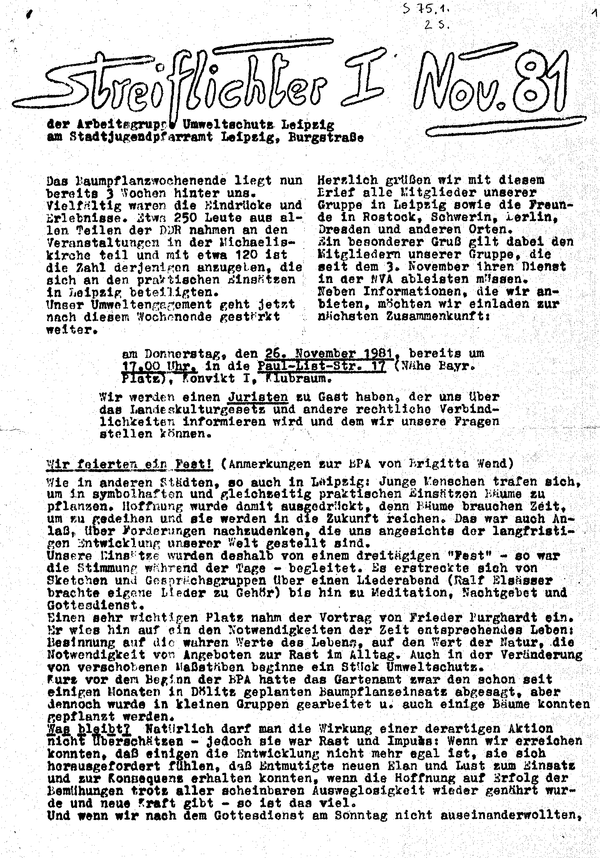 S 75.1.
2 S.
1
Streiflichter I Nov. 81
der Arbeitsgruppe Umweltschutz Leipzig
am Stadtjugendpfarramt Leipzig, Burgstraße
Das Baumpflanzwochenende liegt nun
bereits 3 Wochen hinter uns.
Vielfältig waren die Eindrücke und
Erlebnisse. Etwa 250 Leute aus al-
len Teilen der DDR nahmen an den
Veranstaltungen in der Michaelis-
kirche teil und mit etwa 120 ist
die Zahl derjenigen anzugeben, die
sich an den praktischen Einsätzen
in Leipzig beteiligten.
Unser Umweltengagement geht jetzt
nach diesem Wochenende gestärkt
weiter.
Herzlich grüßen wir mit diesem
Brief alle Mitglieder unserer
Gruppe in Leipzig sowie die Freun-
de in Rostock, Schwerin, Berlin,
Dresden und anderen Orten.
Ein besonderer Gruß gilt dabei den
Mitgliedern unserer Gruppe, die
seit dem 3. November ihren Dienst
in der NVA ableisten müssen.
Neben Informationen, die wir an-
bieten, möchten wir einladen zur
nächsten Zusammenkunft:
am Donnerstag, den 26. November 1981, bereits um
17.00 Uhr, in die Paul-List-Str. 17 (Nähe Bayr.
Platz), Konvikt I, Klubraum.
Wir werden einen Juristen zu Gast haben, der uns über
das Landeskulturgesetz und andere rechtliche Verbind-
lichkeiten informieren wird und dem wir unsere Fragen
stellen können.
Wir feierten ein Fest! (Anmerkungen zur BPA von Brigitta Wend)
Wie in anderen Städten, so auch in Leipzig: Junge Menschen trafen sich,
um in symbolhaften und gleichzeitig praktischen Einsätzen Bäume zu
pflanzen. Hoffnung wurde damit ausgedrückt, denn Bäume brauchen Zeit,
um zu gedeihen und sie werden in die Zukunft reichen. Das war auch An-
laß, über Forderungen nachzudenken, die uns angesichts der langfristi-
gen Entwicklung unserer Welt gestellt sind.
Unsere Einsätze wurden deshalb von einem dreitägigen "Fest" - so war
die Stimmung während der Tage - begleitet. Es erstreckte sich von
Sketchen und Gesprächsgruppen über einen Liederabend (Ralf Elsässer
brachte eigene Lieder zu Gehör) bis hin zu Meditation, Nachtgebet und
Gottesdienst.
Einen sehr wichtigen Platz nahm der Vortrag von Frieder Burghardt ein.
Er wies hin auf ein den Notwendigkeiten der Zeit entsprechendes Leben:
Besinnung auf die wahren Werte des Lebens, auf den Wert der Natur, die
Notwendigkeit von Angeboten zur Rast im Alltag. Auch in der Veränderung
von verschobenen Maßstäben beginne ein Stück Umweltschutz.
Kurz vor dem Beginn der BPA hatte das Gartenamt zwar den schon seit
einigen Monaten in Dölitz geplanten Baumpflanzeinsatz abgesagt, aber
dennoch wurde in kleinen Gruppen gearbeitet u. auch einige Bäume konnten
gepflanzt werden.
Was bleibt? Natürlich darf man die Wirkung einer derartigen Aktion
nicht überschätzen - jedoch sie war Rast und Impuls: Wenn wir erreichen
konnten, daß einigen die Entwicklung nicht mehr egal ist, sie sich
herausgefordert fühlen, daß Entmutigte neuen Elan und Lust zum Einsatz
und zur Konsequenz erhalten konnten, wenn die Hoffnung auf Erfolg der
Bemühungen trotz aller scheinbaren Ausweglosigkeit wieder genährt wur-
de und neue Kraft gibt - so ist das viel.
Und wenn wir nach dem Gottesdienst am Sonntag nicht auseinanderwollten,